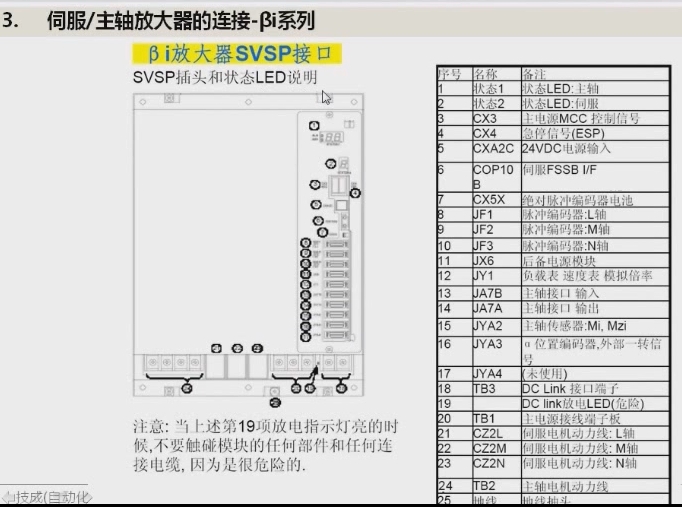 3. 伺服/主轴放大器的连接-βi系列
βi放大器SVSP接口
SVSP插头和状态LED说明
序号 名称 备注
1 状态1 状态LED:主轴
2 状态2 状态LED:伺服
3 CX3 主电源MCC 控制信号
4 CX4 急停信号(ESP)
5 CXA2C 24VDC电源输入
6 COP10B 伺服FSSB I/F
7 CX5X 绝对脉冲编码器电池
8 JF1 脉冲编码器:L轴
9 JF2 脉冲编码器:M轴
10 JF3 脉冲编码器:N轴
11 JX6 后备电源模块
12 JY1 负载表 速度表 模拟倍率
13 JA7B 主轴接口 输入
14 JA7A 主轴接口 输出
15 JYA2 主轴传感器:Mi, Mzi
16 JYA3 α位置编码器,外部一转信号
17 JYA4 (未使用)
18 TB3 DC Link 接口端子
19 DC link放电LED(危险)
20 TB1 主电源接线端子板
21 CZ2L 伺服电机动力线: L轴
22 CZ2M 伺服电机动力线: M轴
23 CZ2N 伺服电机动力线: N轴
24 TB2 主轴电机动力线
25 地线 地线抽头
注意: 当上述第19项放电指示灯亮的时
候,不要触碰模块的任何部件和任何连
接电缆, 因为是很危险的.
技成(自动化